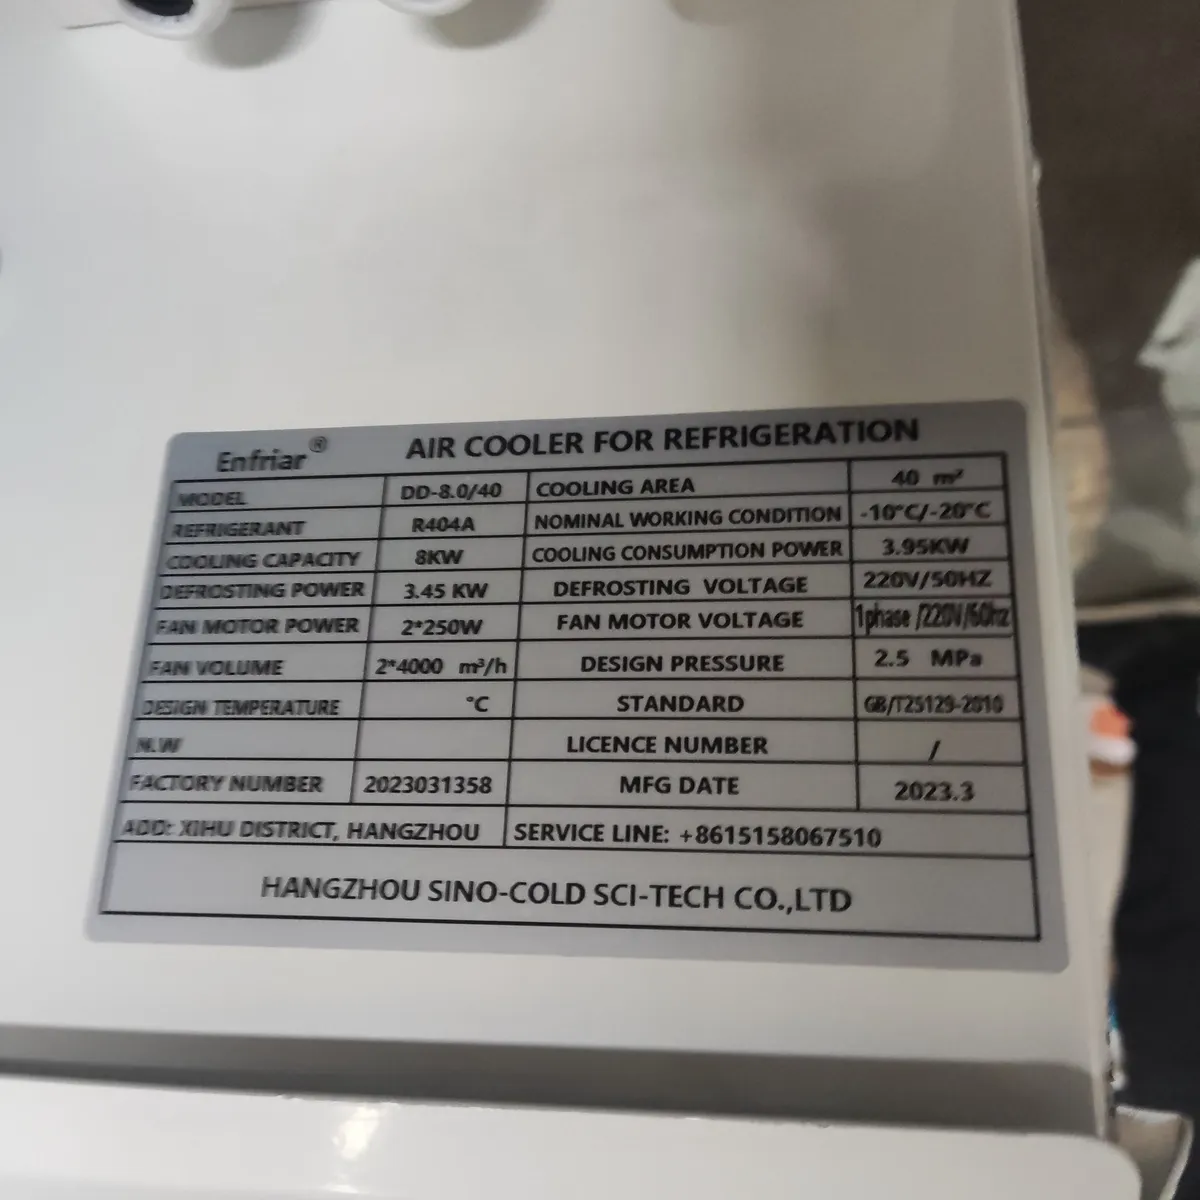 Enfriar® AIR COOLER FOR REFRIGERATION
MODEL DD-8.0/40 COOLING AREA 40 m²
REFRIGERANT R404A NOMINAL WORKING CONDITION -10°C/-20°C
COOLING CAPACITY 8KW COOLING CONSUMPTION POWER 3.95KW
DEFROSTING POWER 3.45 KW DEFROSTING VOLTAGE 220V/50HZ
FAN MOTOR POWER 2*250W FAN MOTOR VOLTAGE 1phase /220V/60hz
FAN VOLUME 2*4000 m³/h DESIGN PRESSURE 2.5 MPa
DESIGN TEMPERATURE °C STANDARD GB/T25129-2010
N.W LICENCE NUMBER /
FACTORY NUMBER 2023031358 MFG DATE 2023.3
ADD: XIHU DISTRICT, HANGZHOU SERVICE LINE: +8615158067510
HANGZHOU SINO-COLD SCI-TECH CO.,LTD